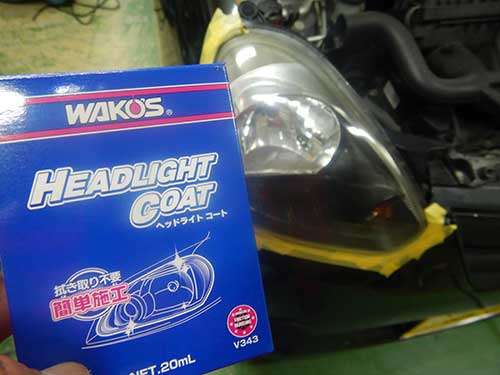 WAKO'S®
HEADLIGHT
COAT
ヘッドライト コート
拭き取り不要
簡単施工
NET.20mL
V343